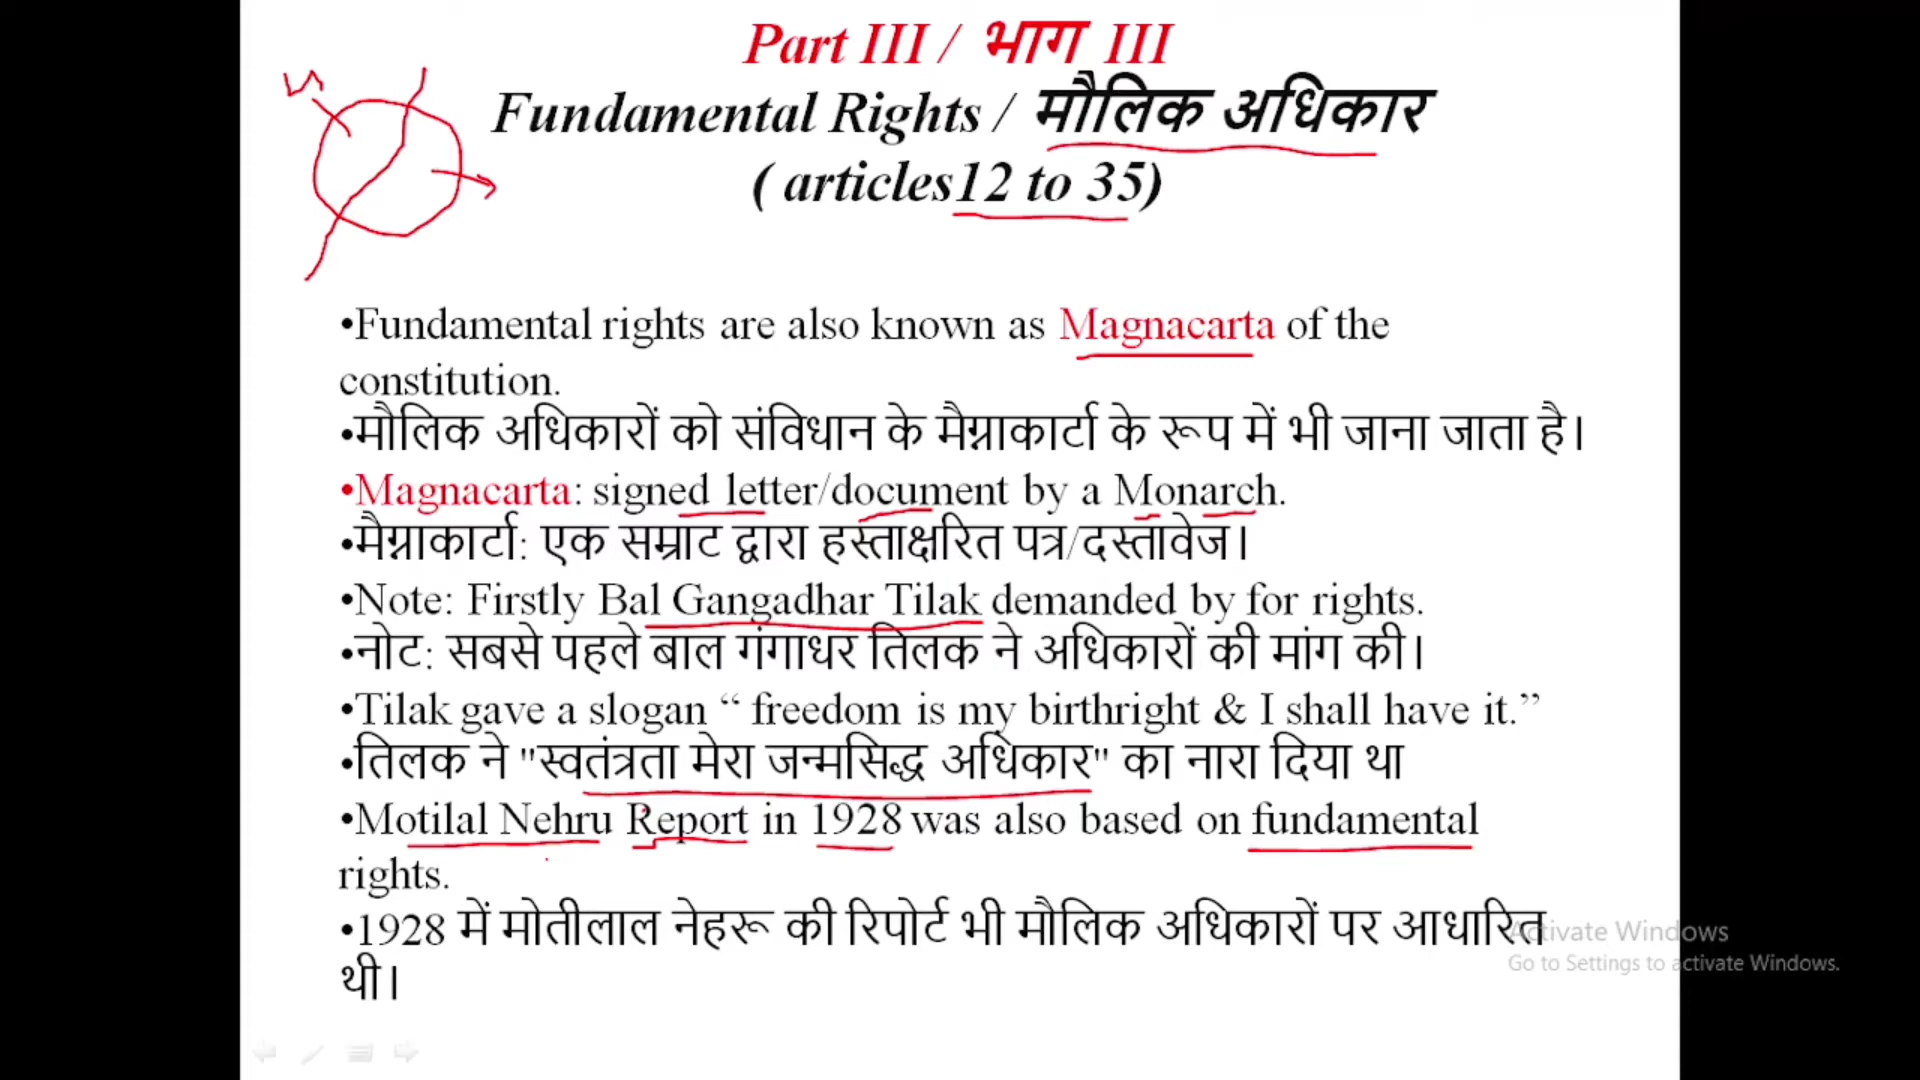 Part III / भाग III
Fundamental Rights / मौलिक अधिकार
( articles12 to 35)
•Fundamental rights are also known as Magnacarta of the
constitution.
•मौलिक अधिकारों को संविधान के मैग्नाकार्टा के रूप में भी जाना जाता है।
•Magnacarta: signed letter/document by a Monarch.
•मैग्नाकार्टा: एक सम्राट द्वारा हस्ताक्षरित पत्र/दस्तावेज।
•Note: Firstly Bal Gangadhar Tilak demanded by for rights.
•नोट: सबसे पहले बाल गंगाधर तिलक ने अधिकारों की मांग की।
•Tilak gave a slogan “ freedom is my birthright & I shall have it.”
•तिलक ने "स्वतंत्रता मेरा जन्मसिद्ध अधिकार" का नारा दिया था
•Motilal Nehru Report in 1928 was also based on fundamental
rights.
•1928 में मोतीलाल नेहरू की रिपोर्ट भी मौलिक अधिकारों पर आधारित
थी।
Activate Windows
Go to Settings to activate Windows.